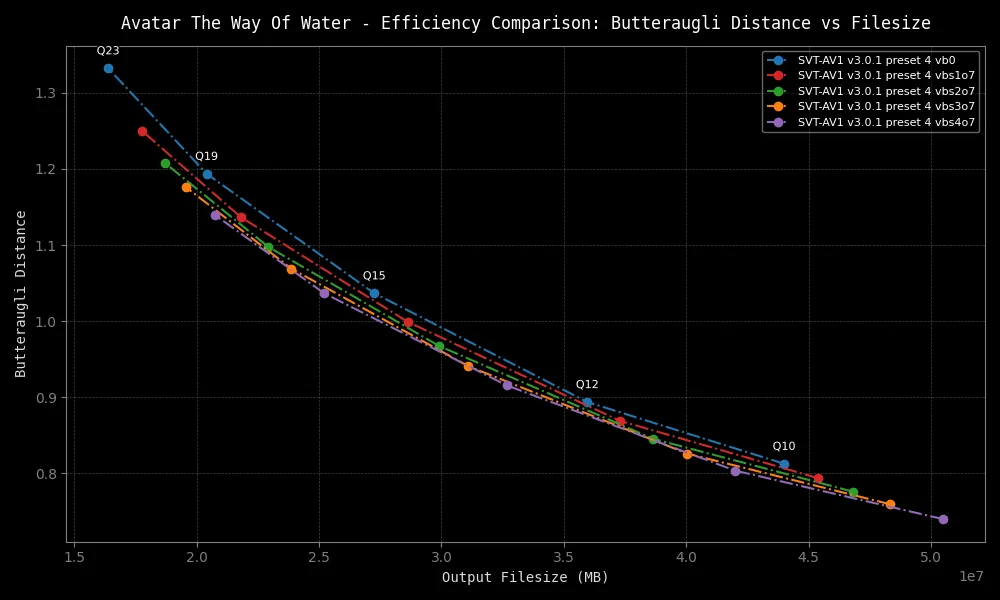 Avatar The Way Of Water - Efficiency Comparison: Butteraugli Distance vs Filesize
Q23
Q19
Q15
Q12
Q10
SVT-AV1 v3.0.1 preset 4 vb0
SVT-AV1 v3.0.1 preset 4 vbs1o7
SVT-AV1 v3.0.1 preset 4 vbs2o7
SVT-AV1 v3.0.1 preset 4 vbs3o7
SVT-AV1 v3.0.1 preset 4 vbs4o7
Butteraugli Distance
1.3
1.2
1.1
1.0
0.9
0.8
1.5 2.0 2.5 3.0 3.5 4.0 4.5 5.0
1e7
Output Filesize (MB)